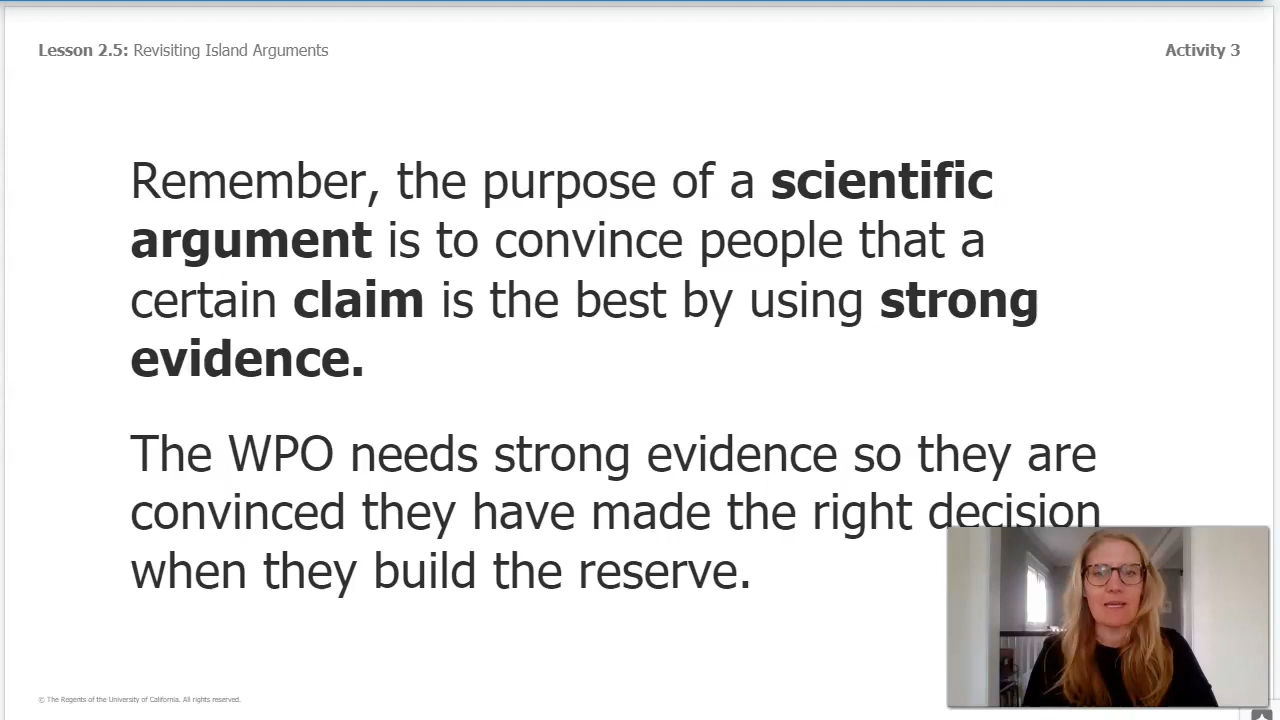 Lesson 2.5: Revisiting Island Arguments
Activity 3
Remember, the purpose of a scientific
argument is to convince people that a
certain claim is the best by using strong
evidence.
The WPO needs strong evidence so they are
convinced they have made the right decision
when they build the reserve.
© The Regents of the University of California. All rights reserved.